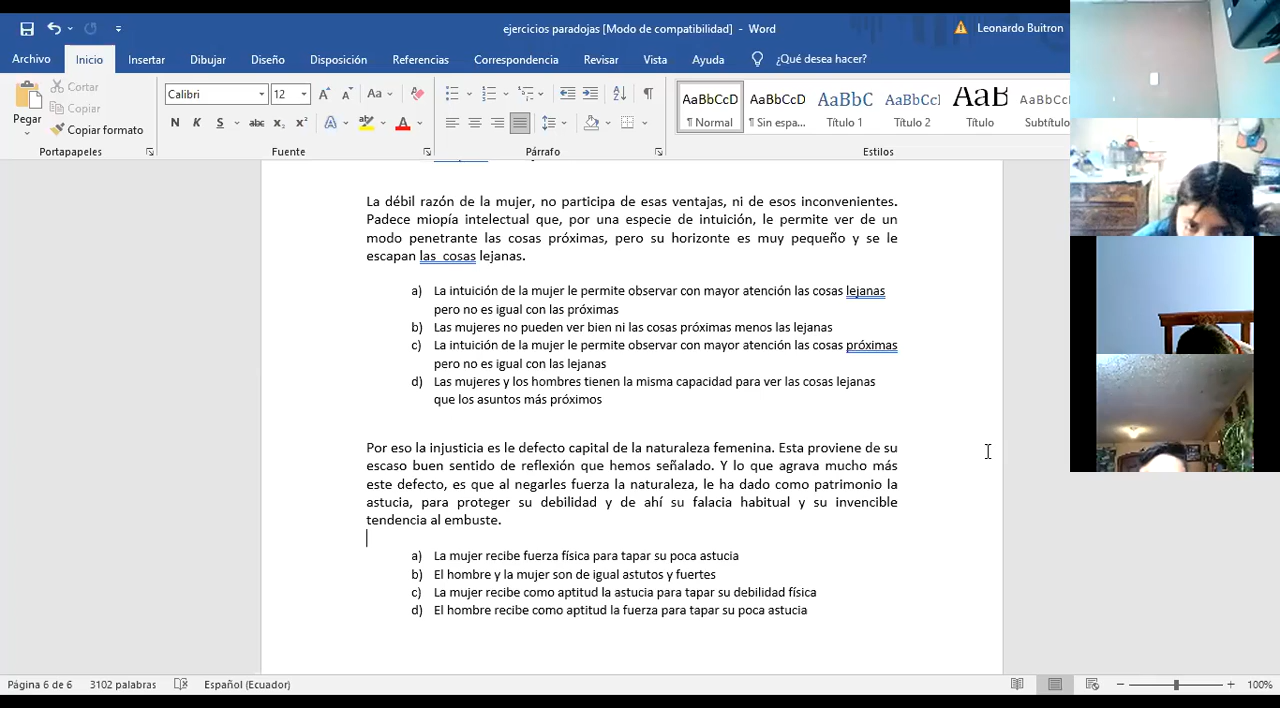 ejercicios paradojas [Modo de compatibilidad] - Word
Leonardo Buitron
Archivo Inicio Insertar Dibujar Diseño Disposición Referencias Correspondencia Revisar Vista Ayuda ¿Qué desea hacer?
Pegar
Cortar
Copiar
Copiar formato
Portapapeles
Calibri 12
Aa
N K S abc x₂ x² A A
Fuente
Párrafo
AaBbCcD AaBbCcD AaBbC AaBbCcI AaB AaBbCcD
¶ Normal ¶ Sin espa... Título 1 Título 2 Título Subtítulo
Estilos
La débil razón de la mujer, no participa de esas ventajas, ni de esos inconvenientes.
Padece miopía intelectual que, por una especie de intuición, le permite ver de un
modo penetrante las cosas próximas, pero su horizonte es muy pequeño y se le
escapan las cosas lejanas.
a) La intuición de la mujer le permite observar con mayor atención las cosas lejanas
pero no es igual con las próximas
b) Las mujeres no pueden ver bien ni las cosas próximas menos las lejanas
c) La intuición de la mujer le permite observar con mayor atención las cosas próximas
pero no es igual con las lejanas
d) Las mujeres y los hombres tienen la misma capacidad para ver las cosas lejanas
que los asuntos más próximos
Por eso la injusticia es le defecto capital de la naturaleza femenina. Esta proviene de su
escaso buen sentido de reflexión que hemos señalado. Y lo que agrava mucho más
este defecto, es que al negarles fuerza la naturaleza, le ha dado como patrimonio la
astucia, para proteger su debilidad y de ahí su falacia habitual y su invencible
tendencia al embuste.
a) La mujer recibe fuerza física para tapar su poca astucia
b) El hombre y la mujer son de igual astutos y fuertes
c) La mujer recibe como aptitud la astucia para tapar su debilidad física
d) El hombre recibe como aptitud la fuerza para tapar su poca astucia
Página 6 de 6 3102 palabras Español (Ecuador) 100%